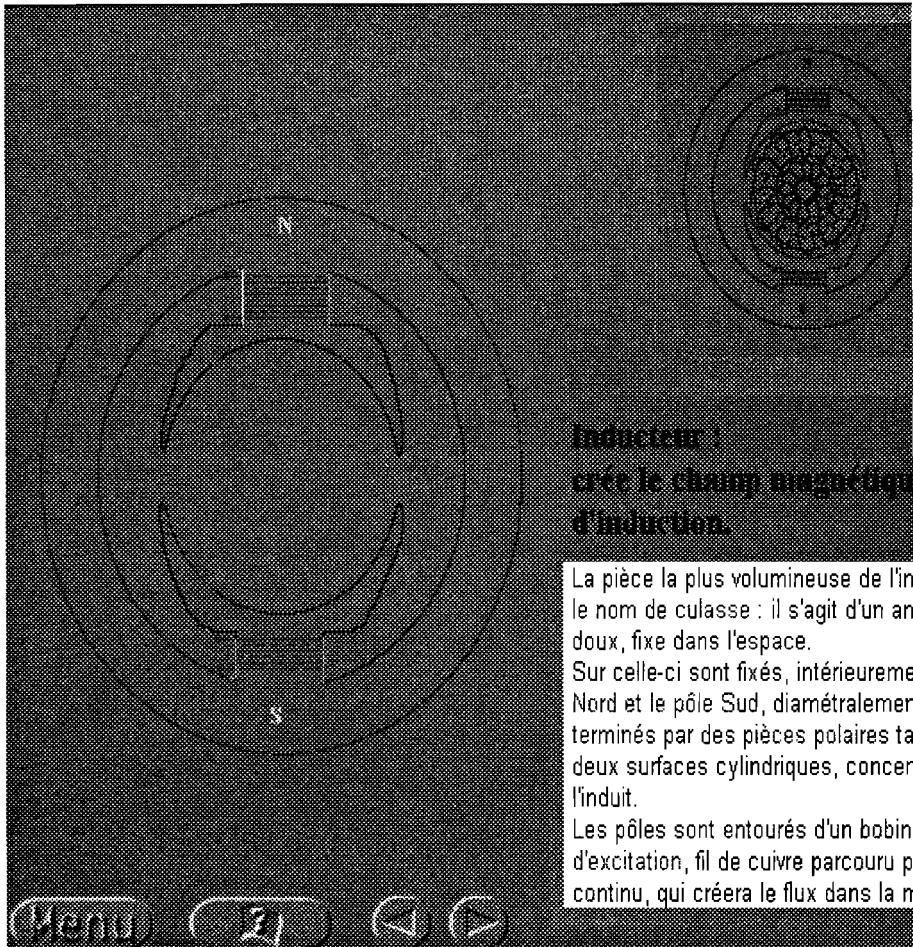 N
S
Inducteur :
crée le champ magnétiqu
d'induction.
La pièce la plus volumineuse de l'in
le nom de culasse : il s'agit d'un an
doux, fixe dans l'espace.
Sur celle-ci sont fixés, intérieureme
Nord et le pôle Sud, diamétralemen
terminés par des pièces polaires ta
deux surfaces cylindriques, concen
l'induit.
Les pôles sont entourés d'un bobin
d'excitation, fil de cuivre parcouru p
continu, qui créera le flux dans la m
Menu ?